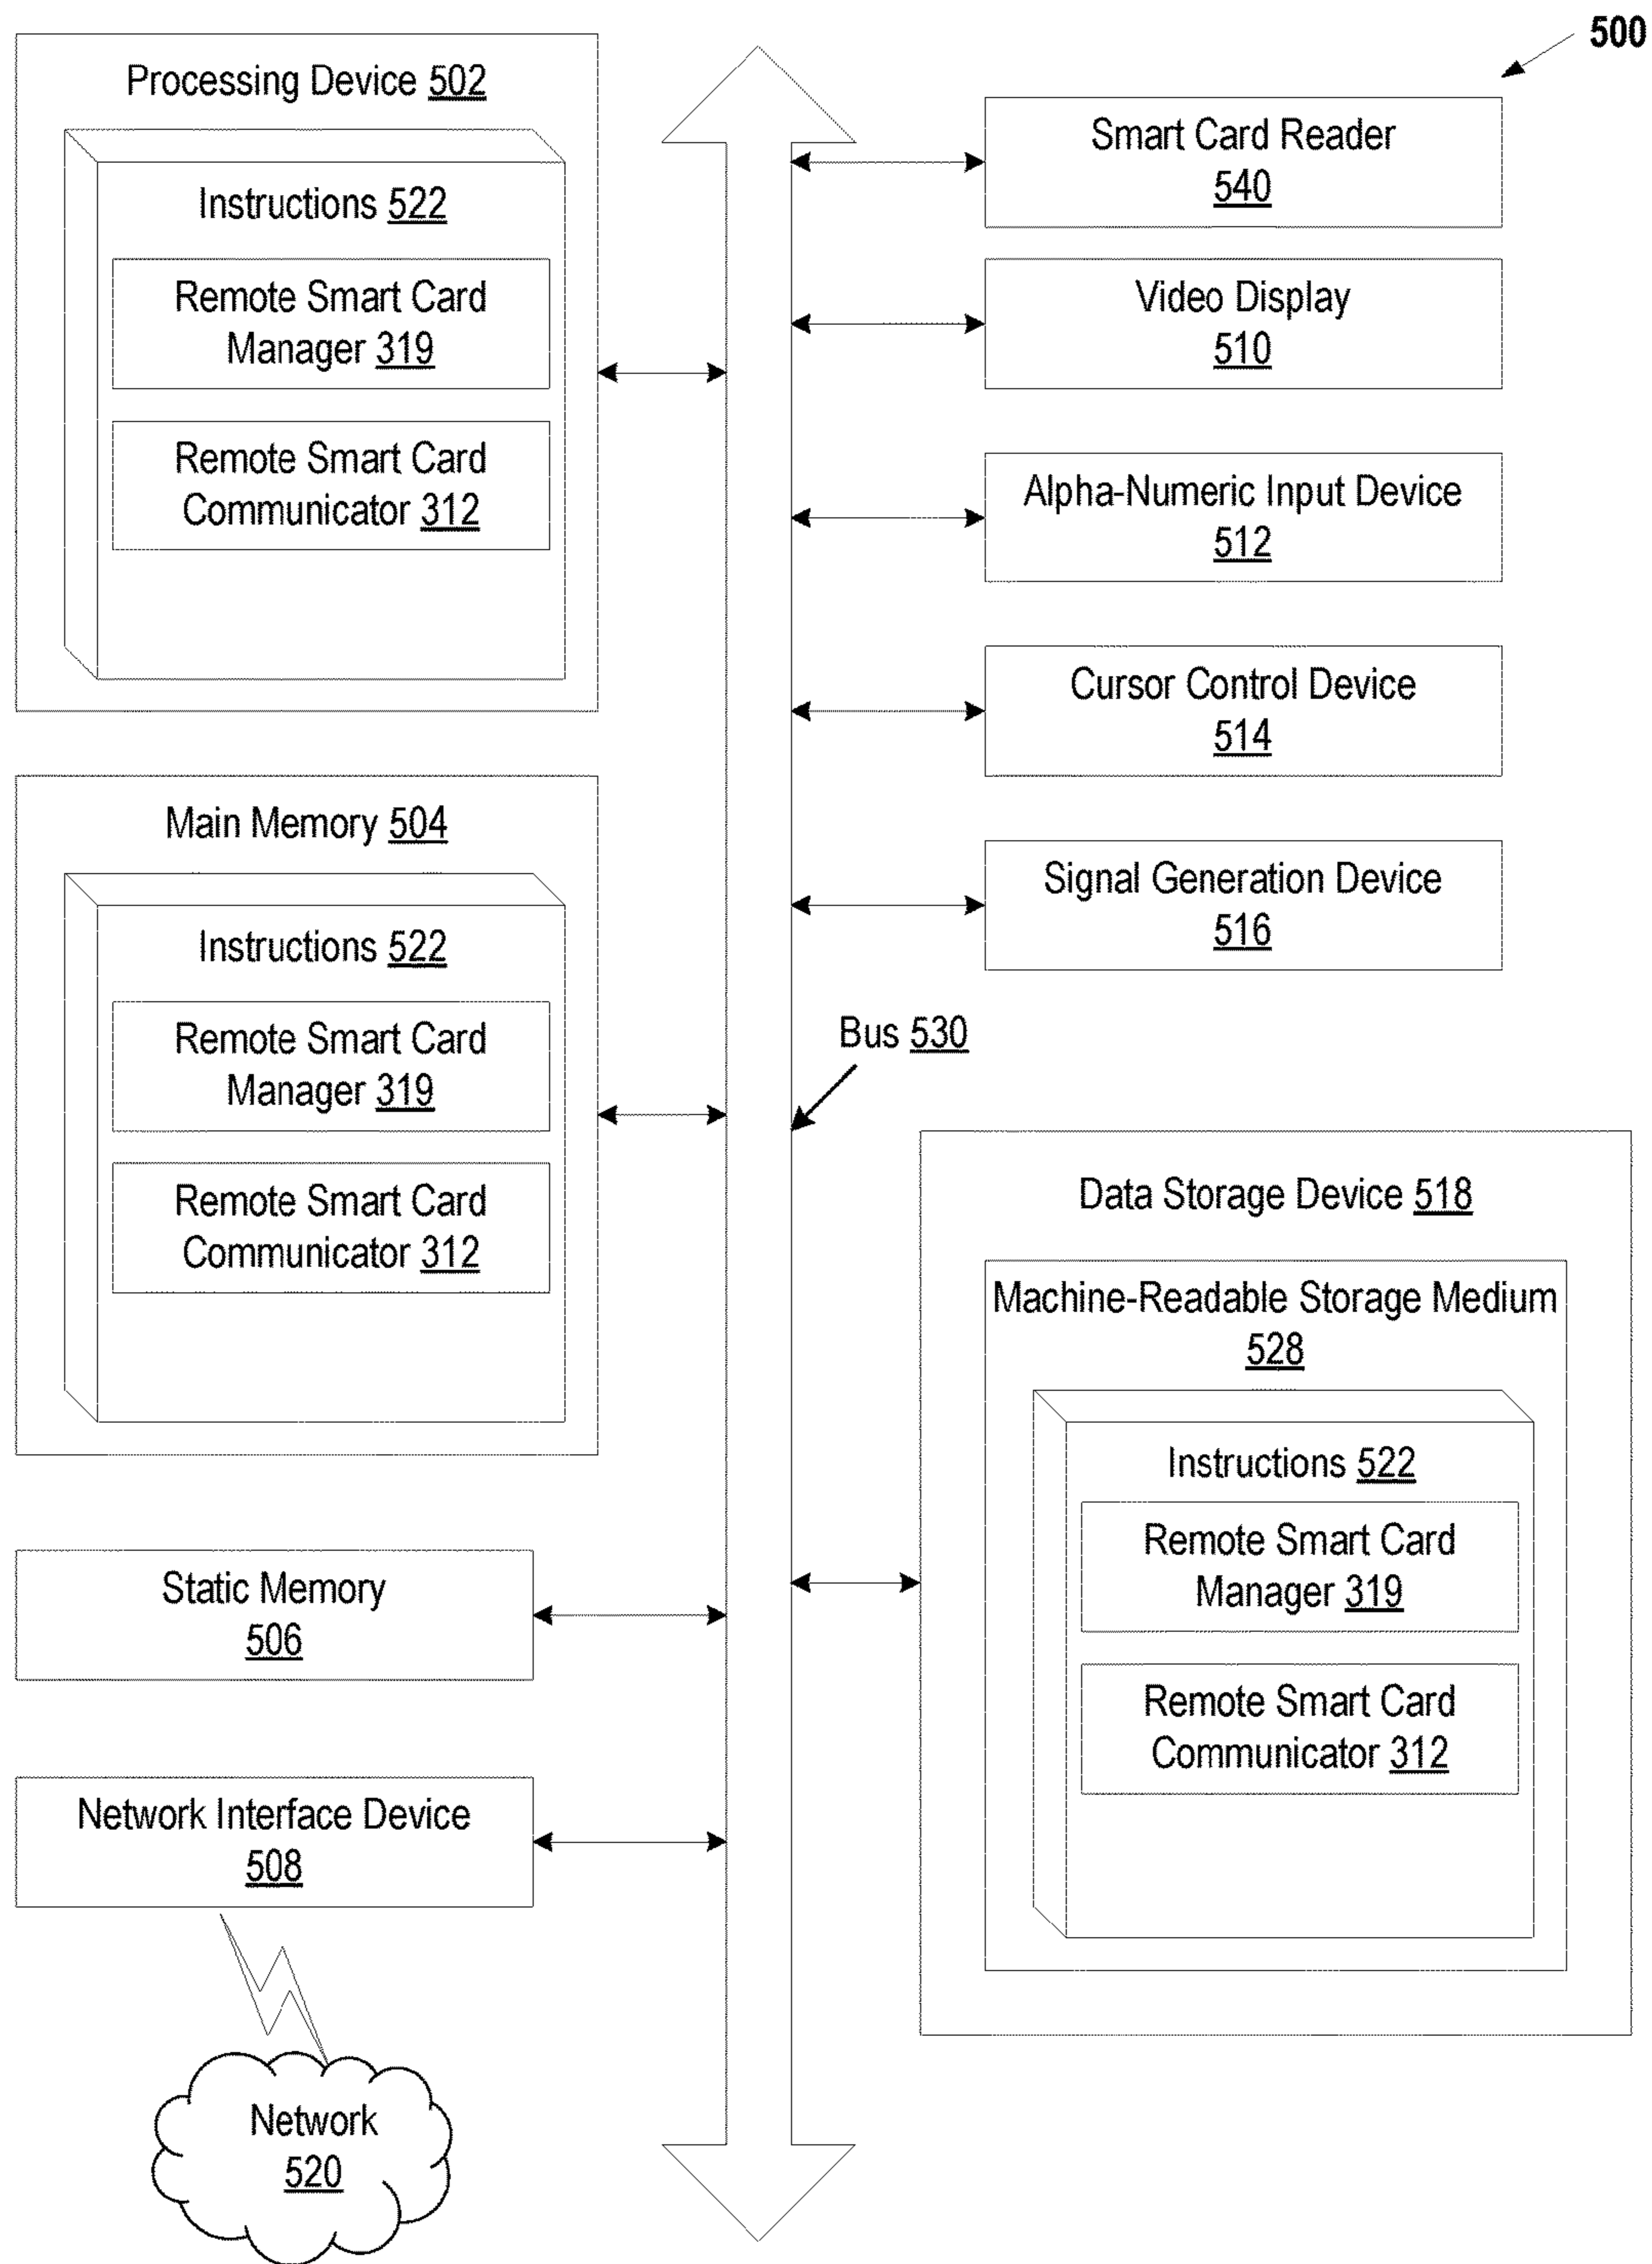 500
Processing Device 502
Instructions 522
Remote Smart Card
Manager 319
Remote Smart Card
Communicator 312
Main Memory 504
Instructions 522
Remote Smart Card
Manager 319
Remote Smart Card
Communicator 312
Static Memory
506
Network Interface Device
508
Network
520
Smart Card Reader
540
Video Display
510
Alpha-Numeric Input Device
512
Cursor Control Device
514
Signal Generation Device
516
Bus 530
Data Storage Device 518
Machine-Readable Storage Medium
528
Instructions 522
Remote Smart Card
Manager 319
Remote Smart Card
Communicator 312